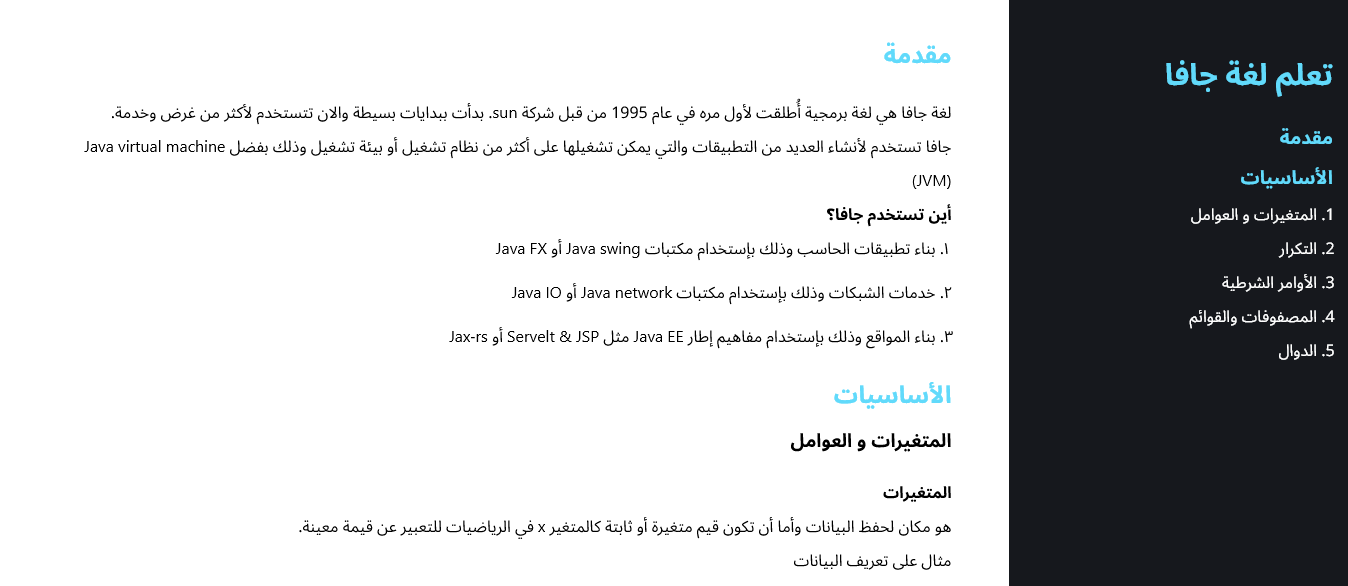 تعلم لغة جافا
مقدمة
الأساسيات
1. المتغيرات و العوامل
2. التكرار
3. الأوامر الشرطية
4. المصفوفات والقوائم
5. الدوال
مقدمة
لغة جافا هي لغة برمجية أُطلقت لأول مره في عام 1995 من قبل شركة sun. بدأت ببدايات بسيطة والان تتستخدم لأكثر من غرض وخدمة.
جافا تستخدم لأنشاء العديد من التطبيقات والتي يمكن تشغيلها على أكثر من نظام تشغيل أو بيئة تشغيل وذلك بفضل Java virtual machine
(JVM)
أين تستخدم جافا؟
١. بناء تطبيقات الحاسب وذلك بإستخدام مكتبات Java swing أو Java FX
٢. خدمات الشبكات وذلك بإستخدام مكتبات Java network أو Java IO
٣. بناء المواقع وذلك بإستخدام مفاهيم إطار Java EE مثل Servelt & JSP أو Jax-rs
الأساسيات
المتغيرات و العوامل
المتغيرات
هو مكان لحفظ البيانات وأما أن تكون قيم متغيرة أو ثابتة كالمتغير x في الرياضيات للتعبير عن قيمة معينة.
مثال على تعريف البيانات